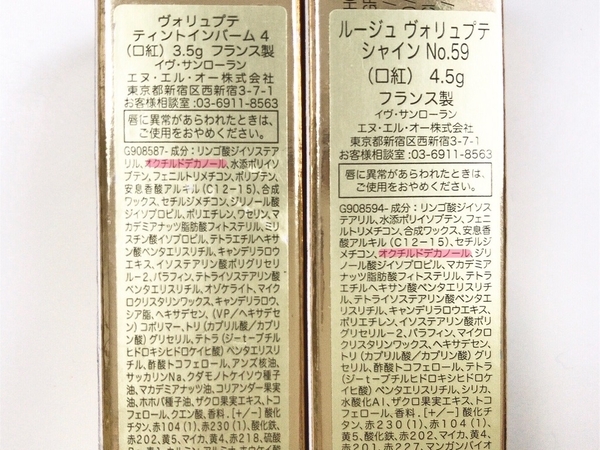 ヴォリュプテ
ティントインバーム 4
(口紅) 3.5g フランス製
イヴ・サンローラン
エヌ・エル・オー株式会社
東京都新宿区西新宿3-7-1
お客様相談室:03-6911-8563
唇に異常があらわれたときは、
ご使用をおやめください。
G908587- 成分:リンゴ酸ジイソステア
リル、オクチルドデカノール、水添ポリイソ
ブテン、フェニルトリメチコン、ポリブテン、
安息香酸アルキル(C12-15)、合成
ワックス、セチルジメチコン、ジリノール酸
ジイソプロピル、ポリエチレン、ワセリン、マ
カデミアナッツ脂肪酸フィトステリル、ミリ
スチン酸イソプロピル、テトラエチルヘキサ
ン酸ペンタエリスリチル、キャンデリラロウ
エキス、イソステアリン酸ポリグリセリ
ル-2、パラフィン、テトライソステアリン酸
ペンタエリスリチル、オゾケライト、マイク
ロクリスタリンワックス、キャンデリラロウ、
シア脂、ヘキサデセン、(VP/ヘキサデセ
ン) コポリマー、トリ(カプリル酸/カプリ
ン酸) グリセリル、テトラ(ジ-t-ブチル
ヒドロキシヒドロケイヒ酸) ペンタエリスリ
チル、酢酸トコフェロール、アンズ核油、
サッカリンNa、クダモノトケイソウ種子
油、マカデミアナッツ油、コリアンダー果実
油、ホホバ種子油、ザクロ果実エキス、トコ
フェロール、クエン酸、香料、[+/-] 酸化
チタン、赤104(1)、赤230(1)、酸化
鉄、赤202、黄5、マイカ、黄4、赤218、硫酸
ルージュ ヴォリュプテ
シャイン No.59
(口紅) 4.5g
フランス製
イヴ・サンローラン
エヌ・エル・オー株式会社
東京都新宿区西新宿3-7-1
お客様相談室:03-6911-8563
唇に異常があらわれたときは、
ご使用をおやめください。
G908594- 成分:リンゴ酸ジイソス
テアリル、水添ポリイソブテン、フェニ
ルトリメチコン、合成ワックス、安息香
酸アルキル(C12-15)、セチルジ
メチコン、オクチルドデカノール、ジリ
ノール酸ジイソプロピル、マカデミアナ
ッツ脂肪酸フィトステリル、テトラエ
チルヘキサン酸ペンタエリスリチ
ル、テトライソステアリン酸ペンタエ
リスリチル、キャンデリラロウエキス、
ポリエチレン、イソステアリン酸ポリ
グリセリル-2、パラフィン、マイクロ
クリスタリンワックス、ヘキサデセン、
トリ(カプリル酸/カプリン酸) グリ
セリル、酢酸トコフェロール、テトラ
(ジ-t-ブチルヒドロキシヒドロケイ
ヒ酸) ペンタエリスリチル、シリカ、
水酸化Al、ザクロ果実エキス、トコ
フェロール、香料、[+/-] 酸化チタ
ン、赤230(1)、赤104(1)、
黄5、酸化鉄、赤202、マイカ、黄4、
赤201、赤227、マンガンバイオ